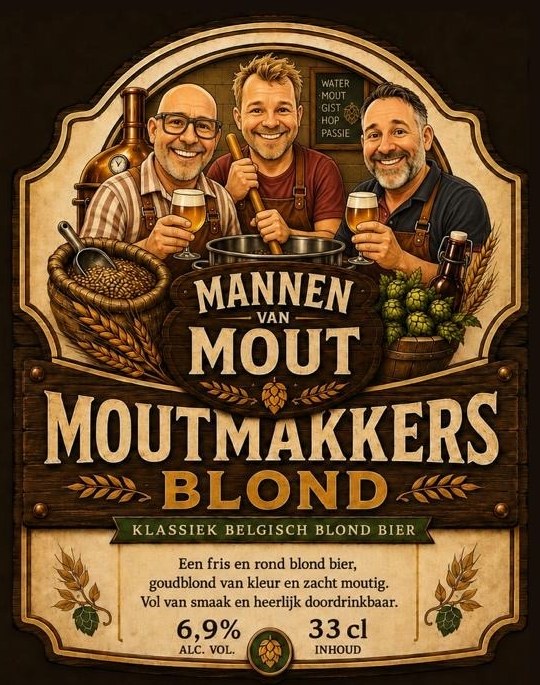 WATER
MOUT
GIST
HOP
PASSIE
MANNEN
VAN
MOUT
MOUTMAKKERS
BLOND
KLASSIEK BELGISCH BLOND BIER
Een fris en rond blond bier,
goudblond van kleur en zacht moutig.
Vol van smaak en heerlijk doordrinkbaar.
6,9% 33 cl
ALC. VOL. INHOUD